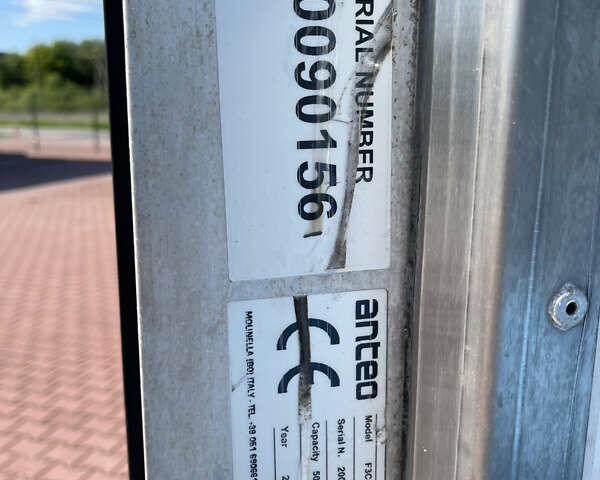 RIAL NUMBER
0090156
anteo
CE
MOLINELLA (BO) ITALY - TEL. +39 051 69066
Model F3C
Serial N. 200
Capacity 50
Year 2